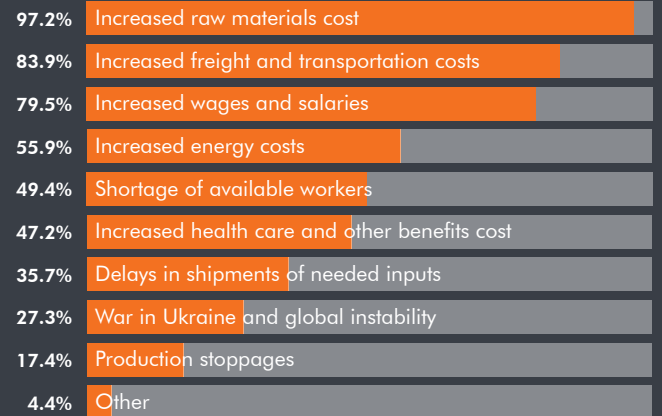 97.2% Increased raw materials cost
83.9% Increased freight and transportation costs
79.5% Increased wages and salaries
55.9% Increased energy costs
49.4% Shortage of available workers
47.2% Increased health care and other benefits cost
35.7% Delays in shipments of needed inputs
27.3% War in Ukraine and global instability
17.4% Production stoppages
4.4% Other